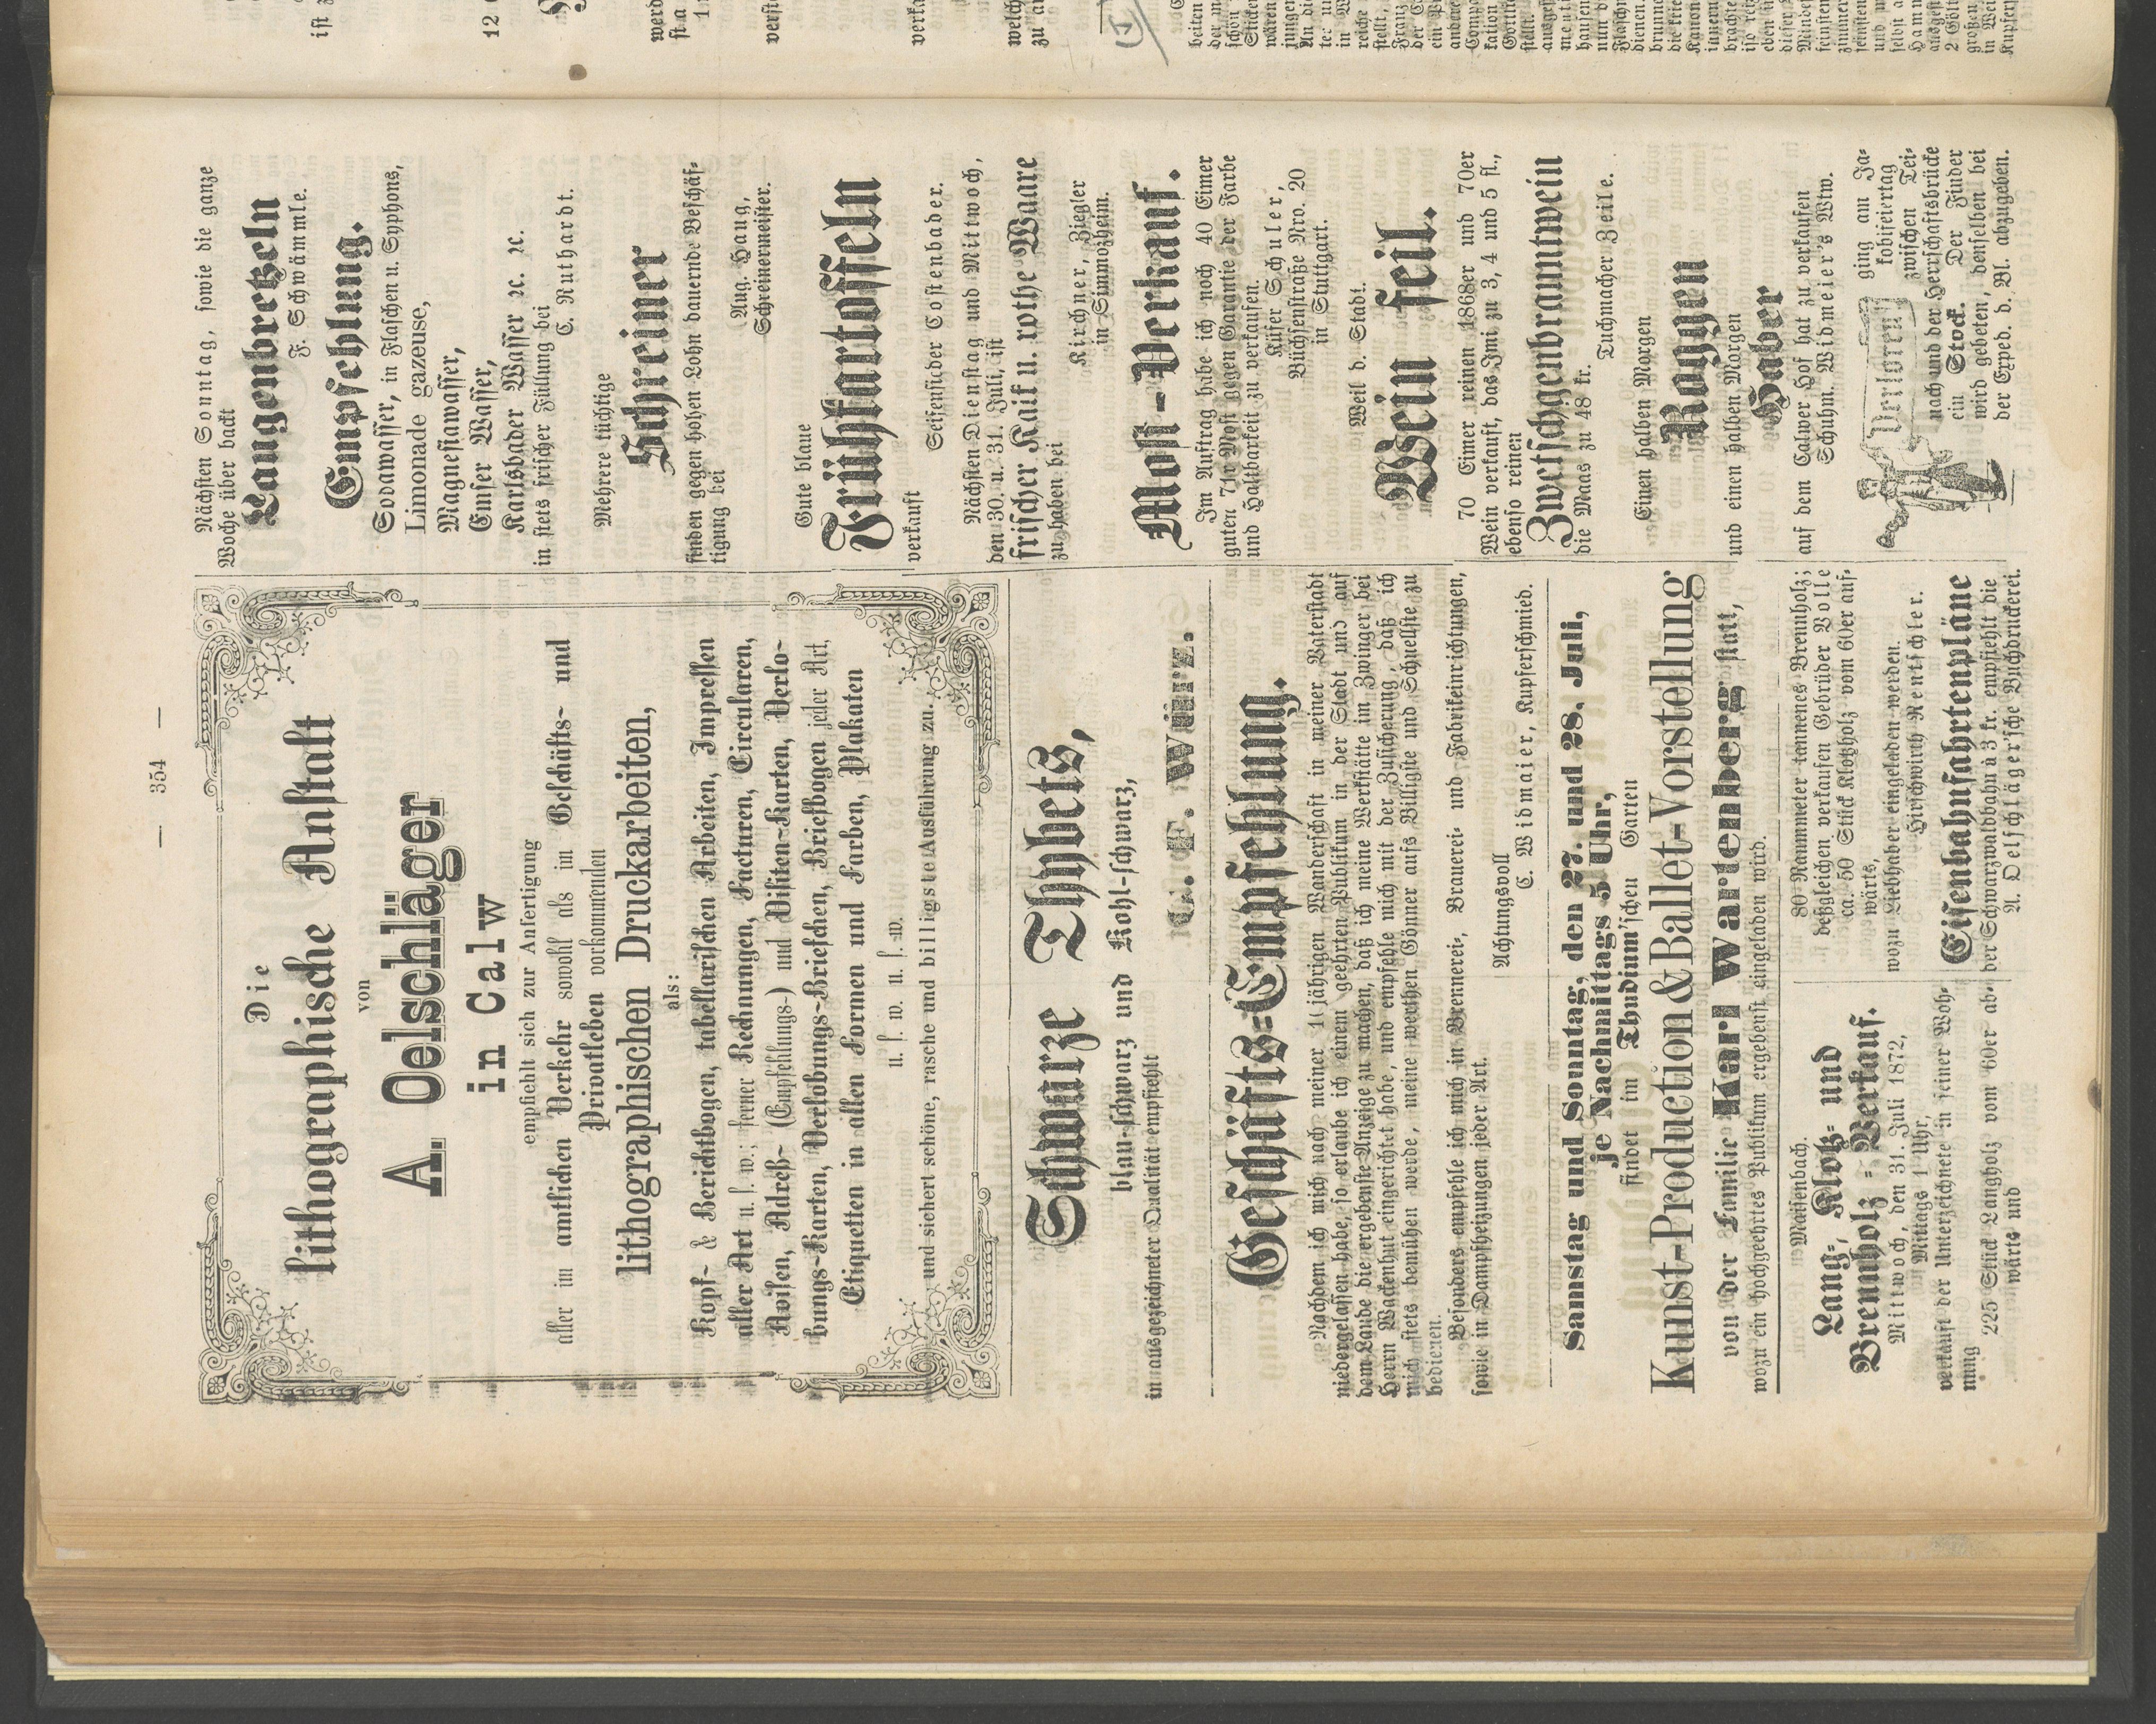 — 354 —
Die
lithographische Anstalt
von
A. Oelschläger
in Calw
empfiehlt sich zur Anfertigung
aller im amtlichen Verkehr sowohl als im Geschäfts- und
Privatleben vorkommenden
lithographischen Druckarbeiten,
als:
Kopf- & Berichtbogen, tabellarischen Arbeiten, Impressen
aller Art u. s. w.; ferner Rechnungen, Facturen, Circularen,
Avisen, Adreß- (Empfehlungs-) und Visiten-Karten, Verlo-
bungs-Karten, Verlobungs-Briefchen, Briefbogen jeder Art,
Etiquetten in allen Formen und Farben, Plakaten
u. s. w. u. s. w.
und sichert schöne, rasche und billigste Ausführung zu.
Schwarze Thybets,
blau-schwarz und kohl-schwarz,
in ausgezeichneter Qualität empfiehlt
C. F. Würz.
Geschäfts-Empfehlung.
Nachdem ich mich nach meiner 10jährigen Wanderschaft in meiner Vaterstadt
niedergelassen habe, so erlaube ich einem geehrten Publikum in der Stadt und auf
dem Lande die ergebenste Anzeige zu machen, daß ich meine Werkstätte im Zwinger bei
Herrn Wackenhut eingerichtet habe, und empfehle mich mit der Zusicherung, daß ich
mich stets bemühen werde, meine werthen Gönner aufs Billigste und Schnellste zu
bedienen.
Besonders empfehle ich mich in Brennerei-, Brauerei- und Fabrikeinrichtungen,
sowie in Dampfheizungen jeder Art.
Achtungsvoll
C. Widmaier, Kupferschmied.
Samstag und Sonntag, den 27. und 28. Juli,
je Nachmittags 5 Uhr,
findet im Thudium'schen Garten
Kunst-Production & Ballet-Vorstellung
von der Familie Karl Wartenberg statt,
wozu ein hochgeehrtes Publikum ergebenst eingeladen wird.
Maisenbach.
Lang-, Klotz- und
Brennholz-Verkauf.
Mittwoch, den 31. Juli 1872,
Mittags 1 Uhr,
verkauft der Unterzeichnete in seiner Woh-
nung
225 Stück Langholz vom 60er ab-
wärts und
80 Raummeter tannenes Brennholz;
deßgleichen verkaufen Gebrüder Bolle
ca. 50 Stück Klotzholz vom 60er auf-
wärts,
wozu Liebhaber eingeladen werden.
Hirschwirth Rentschler.
Eisenbahnfahrtenpläne
der Schwarzwaldbahn à 3 kr. empfiehlt die
A. Oelschläger'sche Buchdruckerei.
Nächsten Sonntag, sowie die ganze
Woche über backt
Laugenbretzeln
F. Schwämmle.
Empfehlung.
Sodawasser, in Flaschen u. Syphons,
Limonade gazeuse,
Magnesiawasser,
Emser Wasser,
Karlsbader Wasser ꝛc. ꝛc.
in stets frischer Füllung bei
C. Ruthardt.
Mehrere tüchtige
Schreiner
finden gegen hohen Lohn dauernde Beschäf-
tigung bei
Aug. Haug,
Schreinermeister.
Gute blaue
Frühkartoffeln
verkauft
Seifensieder Costenbader.
Nächsten Dienstag und Mittwoch,
den 30. u. 31. Juli, ist
frischer Kalk u. rothe Waare
zu haben bei
Kirchner, Ziegler
in Simmozheim.
Most-Verkauf.
Im Auftrag habe ich noch 40 Eimer
guten 71r Most gegen Garantie der Farbe
und Haltbarkeit zu verkaufen.
Küfer Schuler,
Büchsenstraße Nro. 20
in Stuttgart.
Weil d. Stadt.
Wein feil.
70 Eimer reinen 1868er und 70er
Wein verkauft, das Imi zu 3, 4 und 5 fl.,
ebenso reinen
Zwetschgenbranntwein
die Maas zu 48 kr.
Tuchmacher Beile.
Einen halben Morgen
Roggen
und einen halben Morgen
Haber
auf dem Calwer Hof hat zu verkaufen
Schuhm. Widmeier's Wtw.
Verloren!
ging am Ja-
kobifeiertag
zwischen Tei-
nach und der Herrschaftsbrücke
ein Stock. Der Finder
wird gebeten, denselben bei
der Exped. d. Bl. abzugeben.